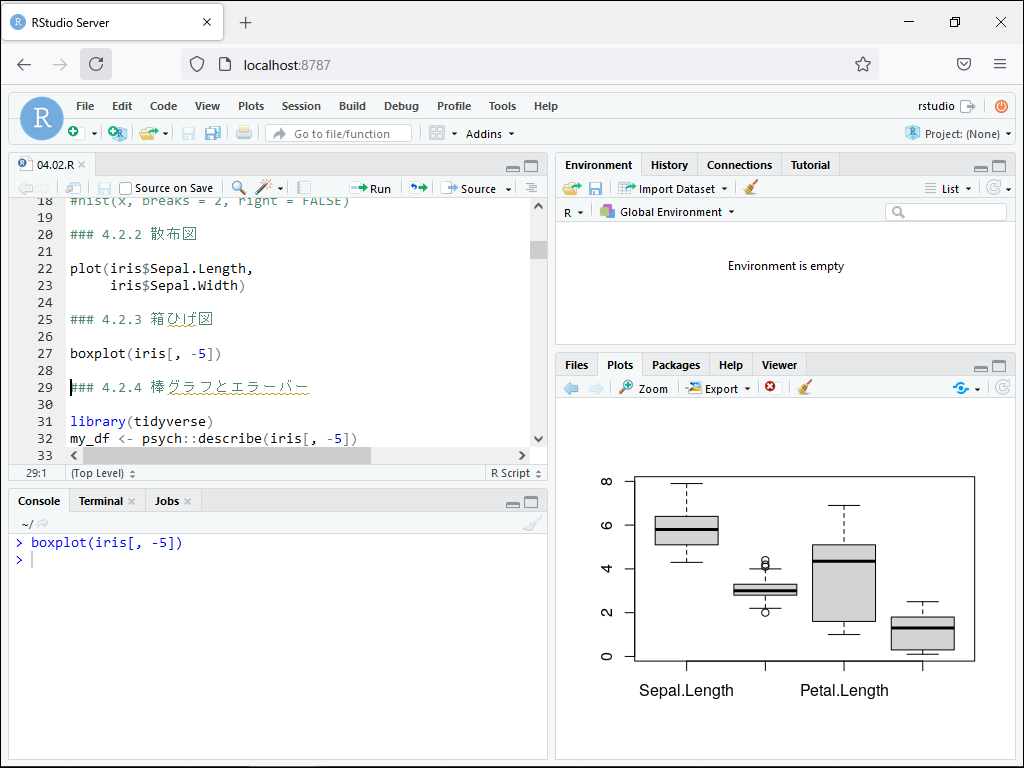 RStudio Server
localhost:8787
R
File Edit Code View Plots Session Build Debug Profile Tools Help
rstudio
Go to file/function
Addins
Project: (None)
04.02.R
Source on Save
Run
Source
18 #hist(x, breaks = 2, right = FALSE)
19
20 ### 4.2.2 散布図
21
22 plot(iris$Sepal.Length,
23      iris$Sepal.Width)
24
25 ### 4.2.3 箱ひげ図
26
27 boxplot(iris[, -5])
28
29 ### 4.2.4 棒グラフとエラーバー
30
31 library(tidyverse)
32 my_df <- psych::describe(iris[, -5])
33
29:1 (Top Level) R Script
Console Terminal Jobs
~/
> boxplot(iris[, -5])
>
Environment History Connections Tutorial
Import Dataset
List
R
Global Environment
Environment is empty
Files Plots Packages Help Viewer
Zoom
Export
8
6
4
2
0
Sepal.Length Petal.Length